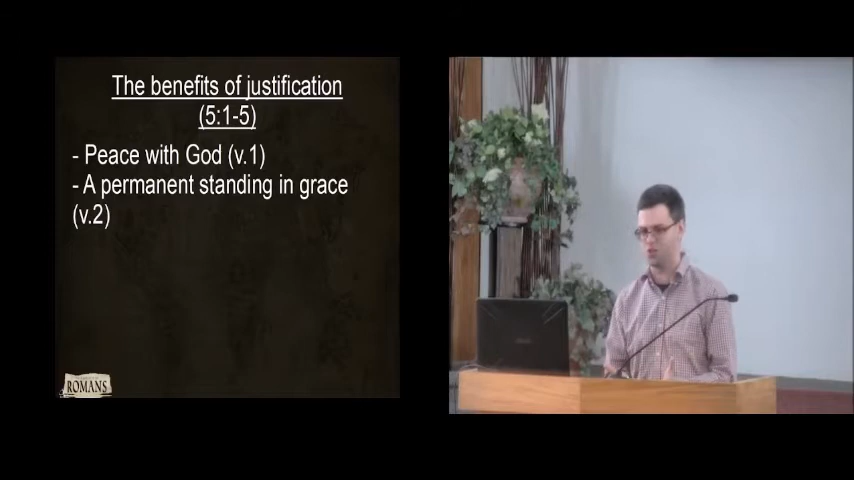 The benefits of justification
(5:1-5)
- Peace with God (v.1)
- A permanent standing in grace
(v.2)
ROMANS